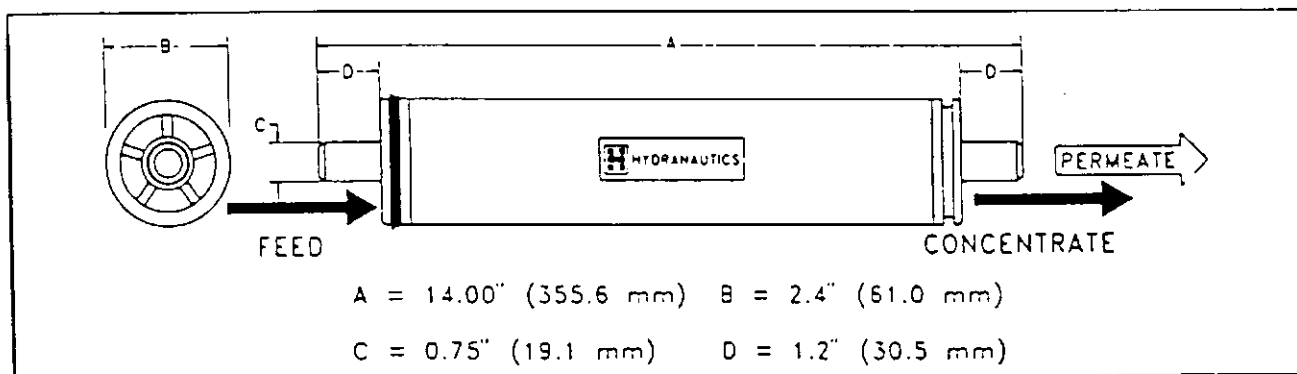 B
A
D
D
C
HYDRANAUTICS
PERMEATE
FEED
CONCENTRATE
A = 14.00" (355.6 mm) B = 2.4" (61.0 mm)
C = 0.75" (19.1 mm) D = 1.2" (30.5 mm)